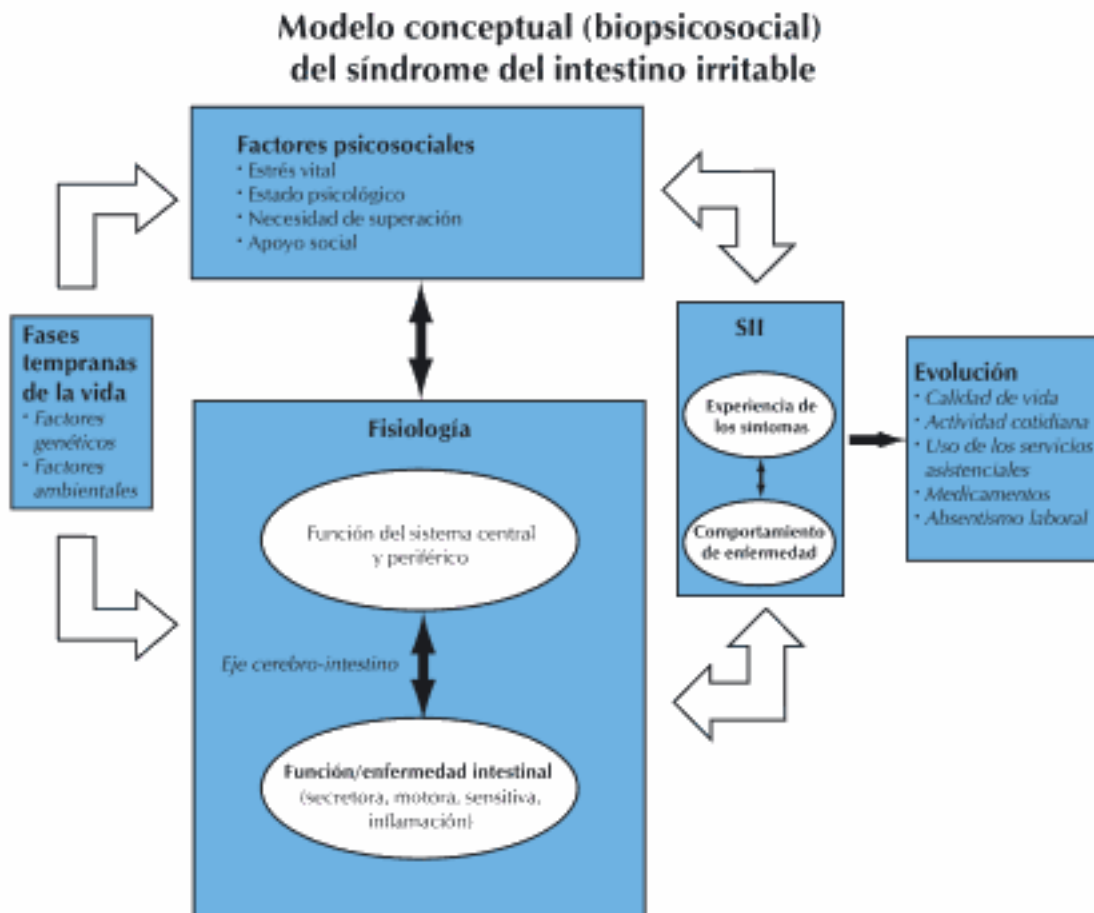 Modelo conceptual (biopsicosocial)
del síndrome del intestino irritable
Factores psicosociales
· Estrés vital
· Estado psicológico
· Necesidad de superación
· Apoyo social
Fases
tempranas
de la vida
• Factores
genéticos
• Factores
ambientales
Fisiología
Función del sistema central
y periférico
Eje cerebro-intestino
Función/enfermedad intestinal
(secretora, motora, sensitiva,
inflamación)
SII
Experiencia de
los síntomas
Comportamiento
de enfermedad
Evolución
• Calidad de vida
• Actividad cotidiana
• Uso de los servicios
asistenciales
• Medicamentos
• Absentismo laboral